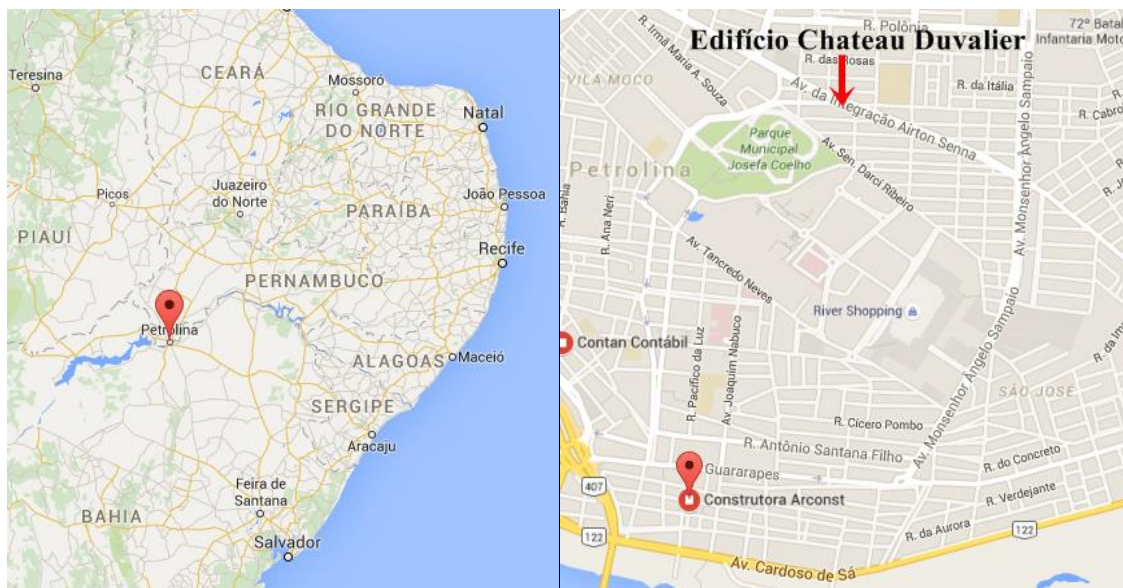 Teresina
CEARÁ
Mossoró
RIO GRANDE
DO NORTE
Natal
Picos
Juazeiro
do Norte
João Pessoa
PARAÍBA
PIAUÍ
Recife
PERNAMBUCO
Petrolina
ALAGOAS
Maceió
SERGIPE
Aracaju
Feira de
Santana
BAHIA
Salvador
R. Polônia
72º Batal
Infantaria Moto
Edifício Chateau Duvalier
R. das Rosas
R. Irmã Maria A. Souza
VILA MOCO
R. da Itália
Av. da Integração Airton Senna
R. Cabro
Parque
Municipal
Josefa Coelho
Av. Sen. Darci Ribeiro
Av. Monsenhor Ângelo Sampaio
Petrolina
R. Bahia
R. Ana Neri
Av. Tancredo Neves
River Shopping
Contan Contábil
R. Pacífico da Luz
Av. Joaquim Nabuco
Av. Monsenhor Ângelo Sampaio
R. da Im
SÃO JOSÉ
R. Cícero Pombo
R. Antônio Santana Filho
R. do Concreto
Guararapes
407
Construtora Arconst
R. Verdejante
R. da Aurora
122
122
Av. Cardoso de Sá